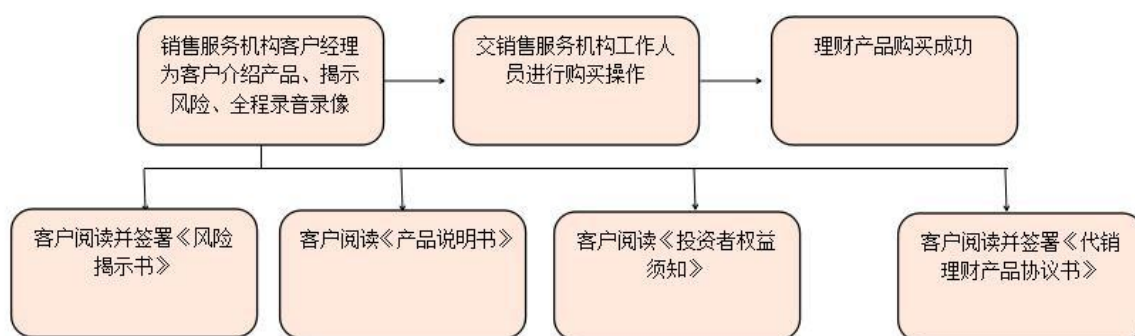 销售服务机构客户经理
为客户介绍产品、揭示
风险、全程录音录像
交销售服务机构工作人
员进行购买操作
理财产品购买成功
客户阅读并签署《风险
揭示书》
客户阅读《产品说明书》
客户阅读《投资者权益
须知》
客户阅读并签署《代销
理财产品协议书》